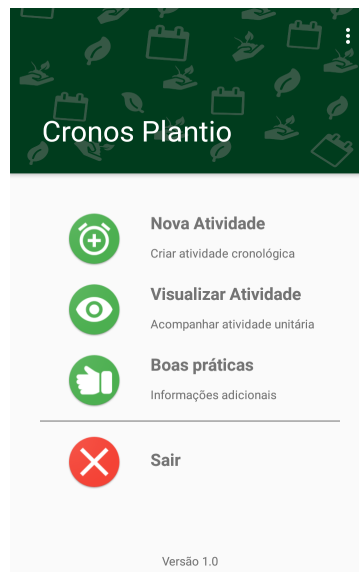 Cronos Plantio
Nova Atividade
Criar atividade cronológica
Visualizar Atividade
Acompanhar atividade unitária
Boas práticas
Informações adicionais
Sair
Versão 1.0